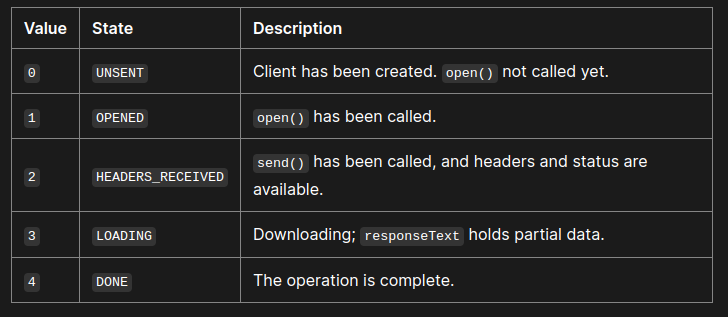 Value State Description
0 UNSENT Client has been created. open() not called yet.
1 OPENED open() has been called.
2 HEADERS_RECEIVED send() has been called, and headers and status are
available.
3 LOADING Downloading; responseText holds partial data.
4 DONE The operation is complete.